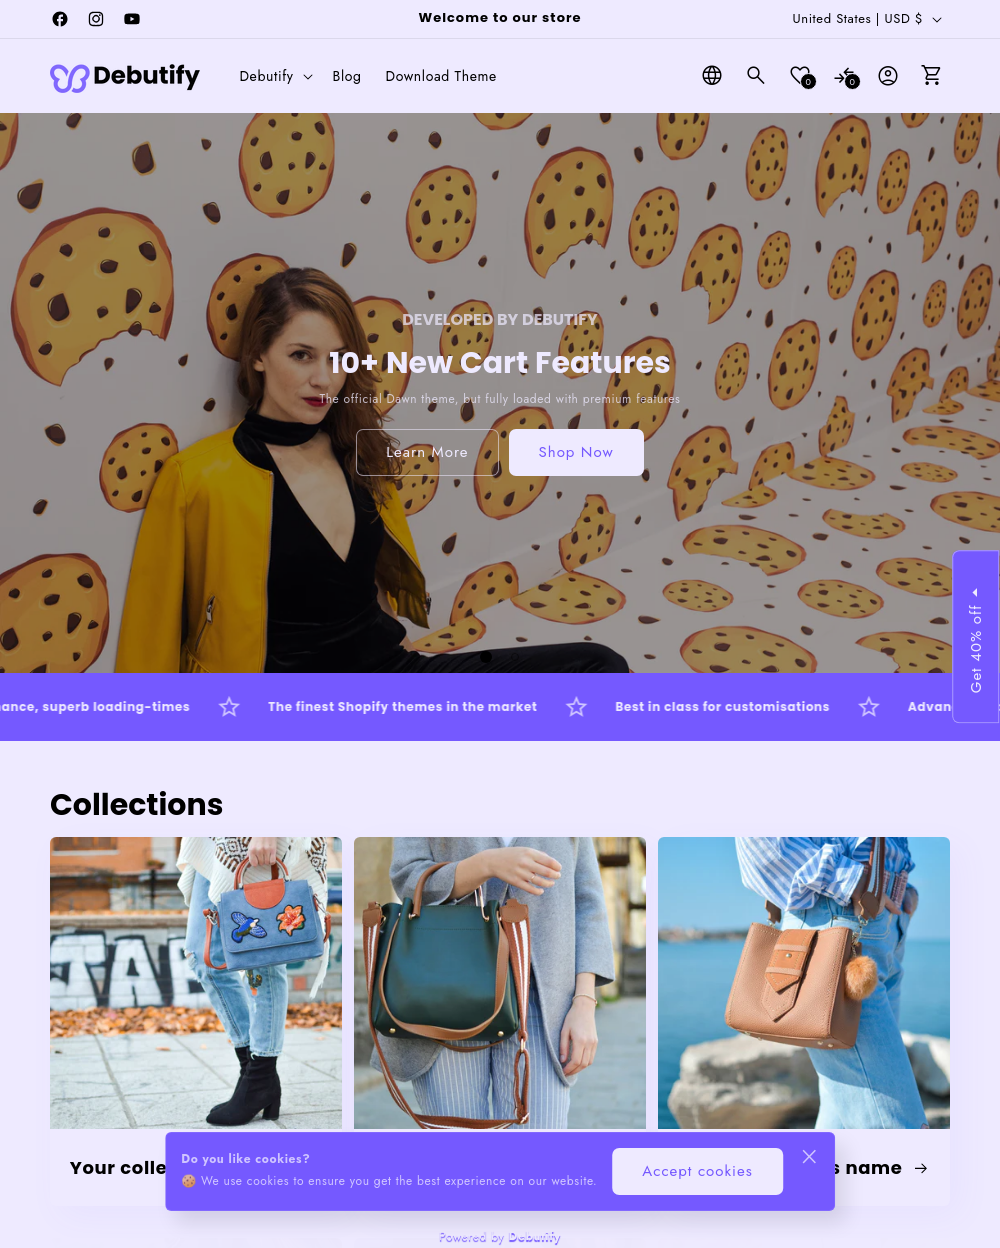 Welcome to our store
United States | USD $
Debutify
Debutify
Blog
Download Theme
0
0
DEVELOPED BY DEBUTIFY
10+ New Cart Features
The official Dawn theme, but fully loaded with premium features
Learn More
Shop Now
Get 40% off
superb loading-times
The finest Shopify themes in the market
Best in class for customisations
Collections
Your
name
Do you like cookies?
🍪 We use cookies to ensure you get the best experience on our website.
Accept cookies
Powered by Debutify